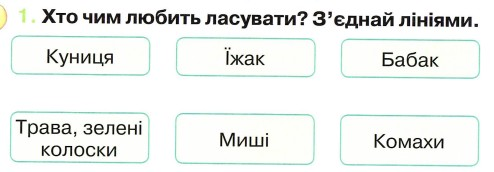 1. Хто чим любить ласувати? З’єднай лініями.
Куниця Їжак Бабак
Трава, зелені
колоски
Миші Комахи